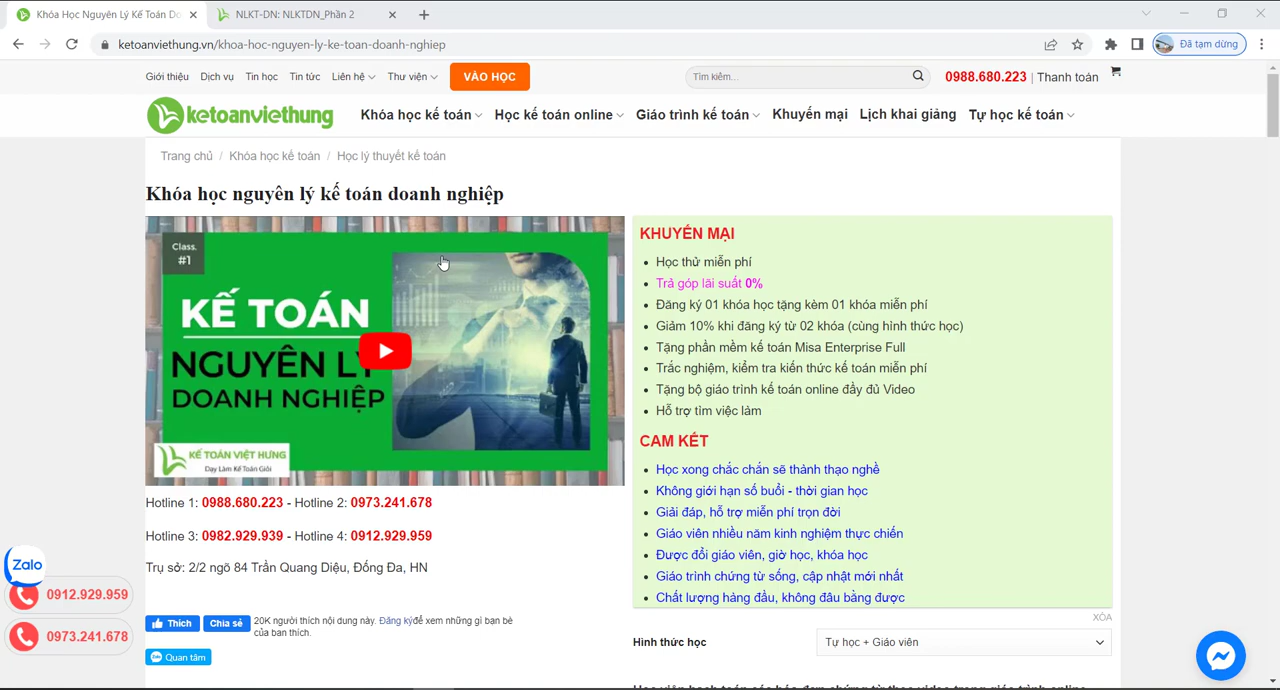 Khóa Học Nguyên Lý Kế Toán Do
NLKT-DN: NLKTDN_Phần 2
ketoanviethung.vn/khoa-hoc-nguyen-ly-ke-toan-doanh-nghiep
Đã tạm dừng
Giới thiệu Dịch vụ Tin học Tin tức Liên hệ Thư viện VÀO HỌC Tìm kiếm... 0988.680.223 | Thanh toán
ketoanviethung Khóa học kế toán Học kế toán online Giáo trình kế toán Khuyến mại Lịch khai giảng Tự học kế toán
Trang chủ / Khóa học kế toán / Học lý thuyết kế toán
Khóa học nguyên lý kế toán doanh nghiệp
Class.
#1
KẾ TOÁN
NGUYÊN LÝ
DOANH NGHIỆP
KẾ TOÁN VIỆT HƯNG
Dạy Làm Kế Toán Giỏi
KHUYẾN MẠI
Học thử miễn phí
Trả góp lãi suất 0%
Đăng ký 01 khóa học tặng kèm 01 khóa miễn phí
Giảm 10% khi đăng ký từ 02 khóa (cùng hình thức học)
Tặng phần mềm kế toán Misa Enterprise Full
Trắc nghiệm, kiểm tra kiến thức kế toán miễn phí
Tặng bộ giáo trình kế toán online đầy đủ Video
Hỗ trợ tìm việc làm
CAM KẾT
Học xong chắc chắn sẽ thành thạo nghề
Không giới hạn số buổi - thời gian học
Giải đáp, hỗ trợ miễn phí trọn đời
Giáo viên nhiều năm kinh nghiệm thực chiến
Được đổi giáo viên, giờ học, khóa học
Giáo trình chứng từ sống, cập nhật mới nhất
Chất lượng hàng đầu, không đâu bằng được
Hotline 1: 0988.680.223 - Hotline 2: 0973.241.678
Hotline 3: 0982.929.939 - Hotline 4: 0912.929.959
Trụ sở: 2/2 ngõ 84 Trần Quang Diệu, Đống Đa, HN
Zalo
0912.929.959
0973.241.678
Thích Chia sẻ 20K người thích nội dung này. Đăng ký để xem những gì bạn bè
của bạn thích.
Quan tâm
XÓA
Hình thức học Tự học + Giáo viên
Học viên hạch toán các hóa đơn chứng từ theo video trong giáo trình online